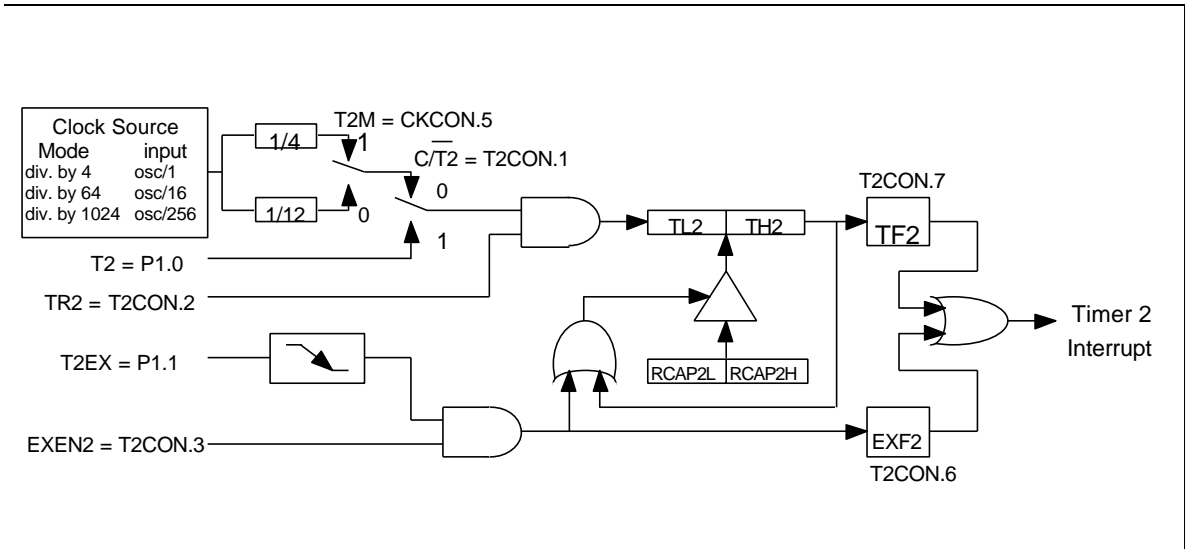 Clock Source
Mode input
div. by 4 osc/1
div. by 64 osc/16
div. by 1024 osc/256
1/4
1/12
T2M = CKCON.5
1
0
C/T̅2̅ = T2CON.1
0
1
T2 = P1.0
TR2 = T2CON.2
T2EX = P1.1
EXEN2 = T2CON.3
TL2 TH2
RCAP2L RCAP2H
T2CON.7
TF2
EXF2
T2CON.6
Timer 2
Interrupt